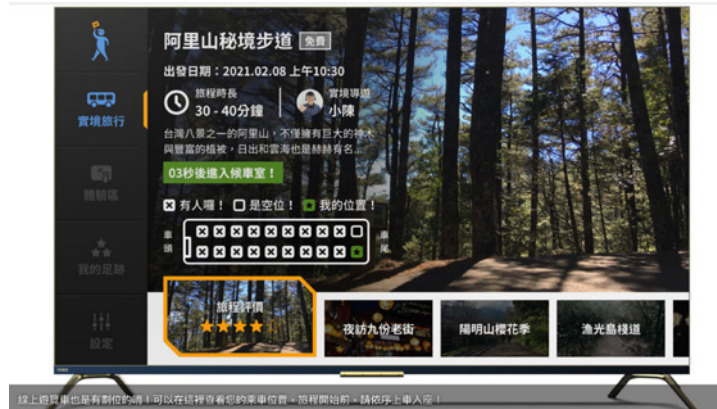 阿里山秘境步道 免費
出發日期：2021.02.08 上午10:30
旅程時長
30 - 40分鐘
實境導遊
小陳
台灣八景之一的阿里山，不僅擁有巨大的神木
與豐富的植被，日出和雲海也是赫赫有名...
03秒後進入候車室！
有人囉！ 是空位！ 我的位置！
車頭
車尾
實境旅行
體驗區
我的足跡
設定
旅程評價
夜訪九份老街
陽明山櫻花季
漁光島棧道
線上遊覽車也是有劃位的唷！可以在這裡查看您的乘車位置，旅程開始前，請依序上車入座！